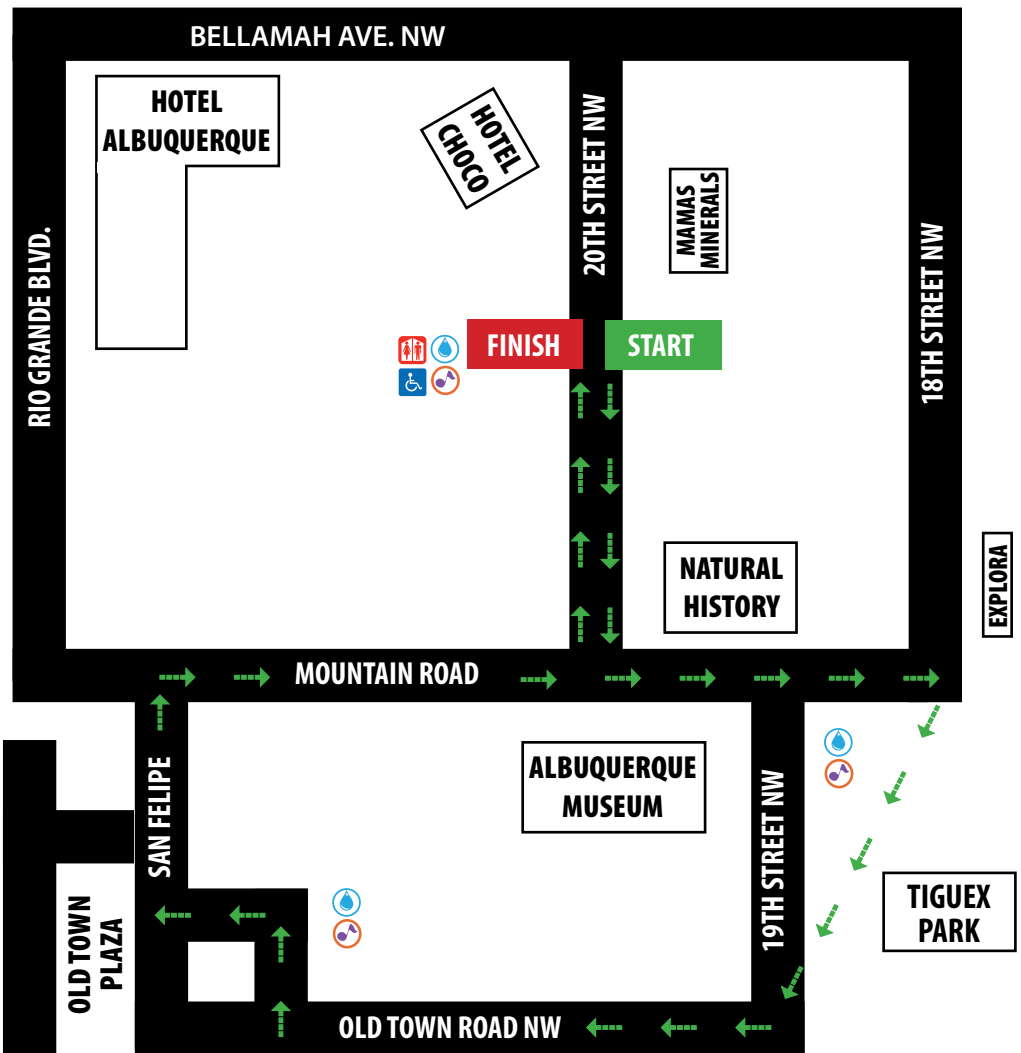 BELLAMAH AVE. NW
HOTEL
ALBUQUERQUE
HOTEL
CHOCO
20TH STREET NW
MAMAS
MINERALS
RIO GRANDE BLVD.
18TH STREET NW
FINISH
START
EXPLORA
NATURAL
HISTORY
MOUNTAIN ROAD
SAN FELIPE
ALBUQUERQUE
MUSEUM
19TH STREET NW
TIGUEX
PARK
OLD TOWN
PLAZA
OLD TOWN ROAD NW